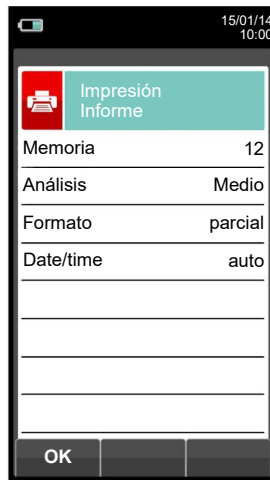 15/01/14
10:00
Impresión
Informe
Memoria 12
Análisis Medio
Formato parcial
Date/time auto
OK